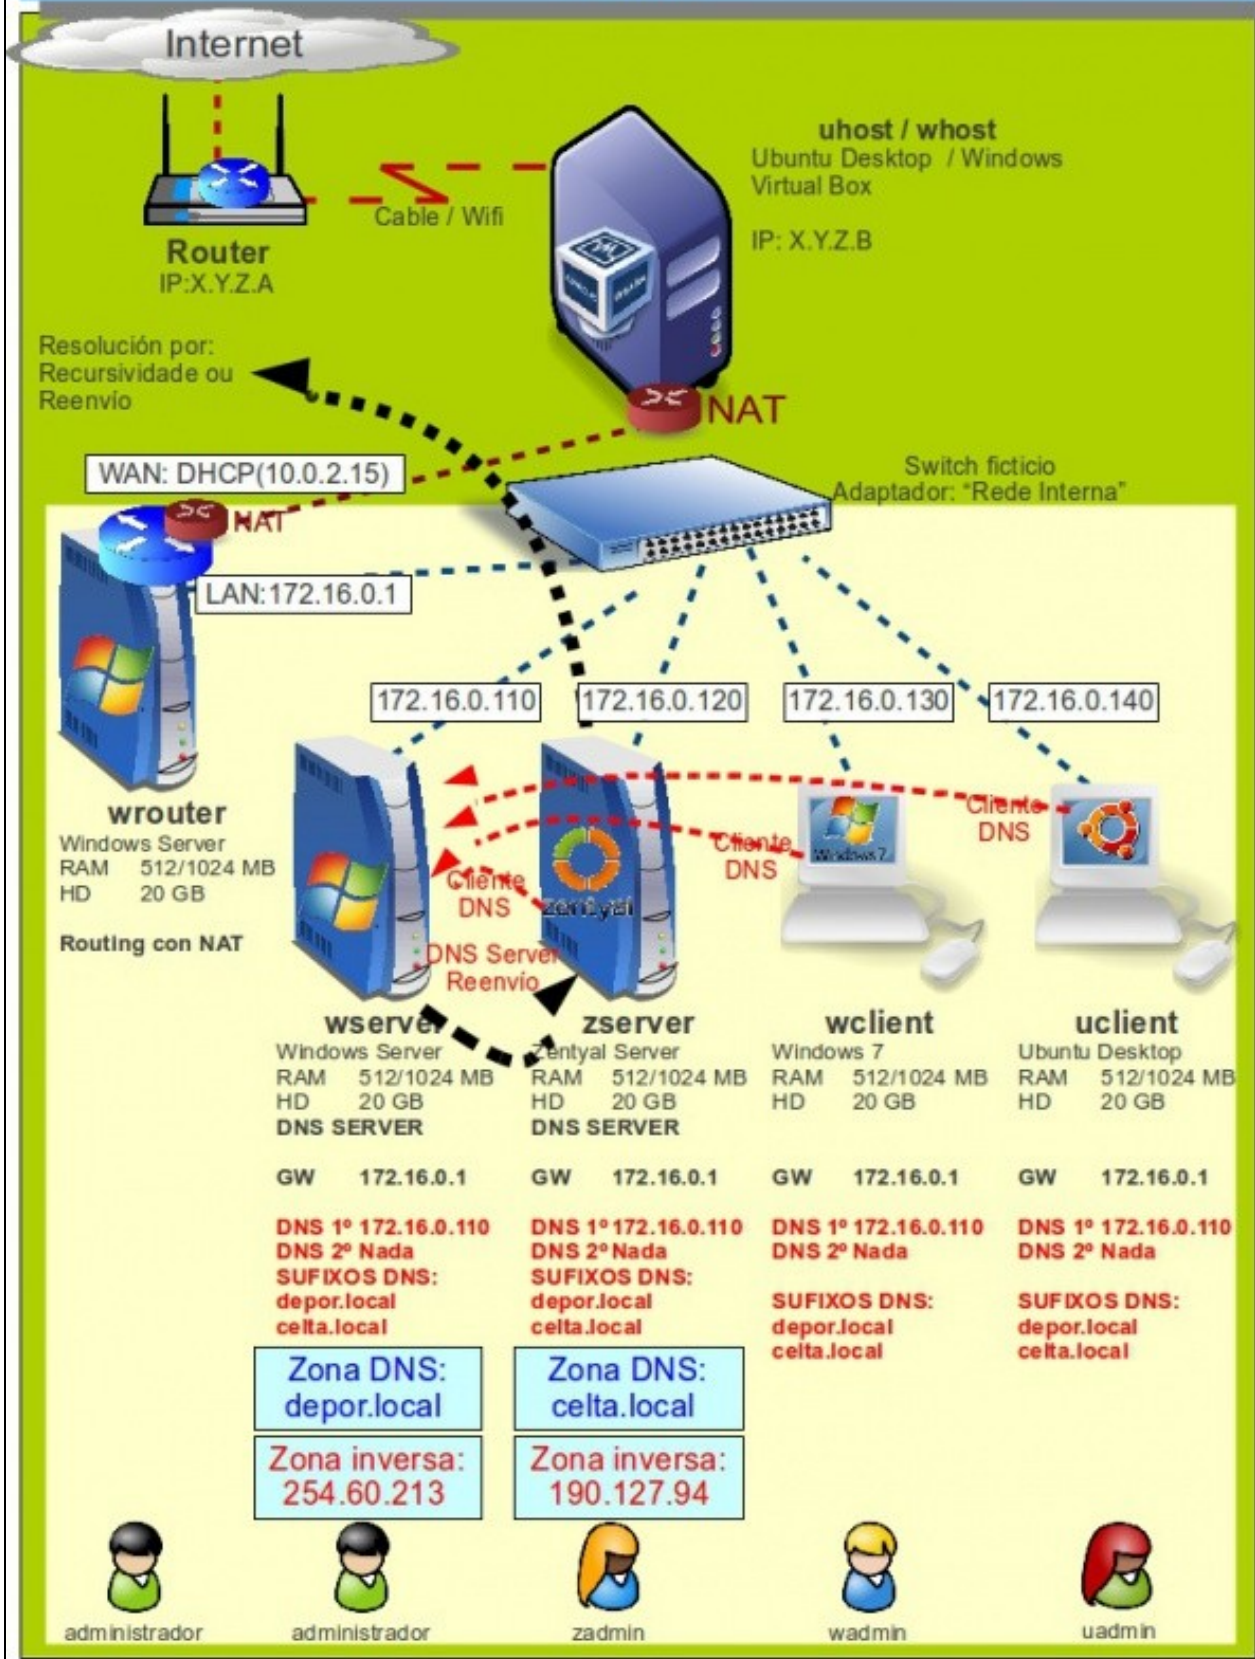 Internet
uhost / whost
Ubuntu Desktop / Windows
Virtual Box
IP: X.Y.Z.B
Cable / Wifi
Router
IP:X.Y.Z.A
Resolución por:
Recursividade ou
Reenvío
NAT
WAN: DHCP(10.0.2.15)
Switch ficticio
Adaptador: “Rede Interna”
NAT
LAN:172.16.0.1
172.16.0.110
172.16.0.120
172.16.0.130
172.16.0.140
wrouter
Windows Server
RAM 512/1024 MB
HD 20 GB
Routing con NAT
Cliente
DNS
Cliente
DNS
Cliente
DNS
Windows 7
zentyal
DNS Server
Reenvío
wserver
Windows Server
RAM 512/1024 MB
HD 20 GB
DNS SERVER
GW 172.16.0.1
DNS 1º 172.16.0.110
DNS 2º Nada
SUFIXOS DNS:
depor.local
celta.local
Zona DNS:
depor.local
Zona inversa:
254.60.213
zserver
Zentyal Server
RAM 512/1024 MB
HD 20 GB
DNS SERVER
GW 172.16.0.1
DNS 1º 172.16.0.110
DNS 2º Nada
SUFIXOS DNS:
depor.local
celta.local
Zona DNS:
celta.local
Zona inversa:
190.127.94
wclient
Windows 7
RAM 512/1024 MB
HD 20 GB
GW 172.16.0.1
DNS 1º 172.16.0.110
DNS 2º Nada
SUFIXOS DNS:
depor.local
celta.local
uclient
Ubuntu Desktop
RAM 512/1024 MB
HD 20 GB
GW 172.16.0.1
DNS 1º 172.16.0.110
DNS 2º Nada
SUFIXOS DNS:
depor.local
celta.local
administrador
administrador
zadmin
wadmin
uadmin